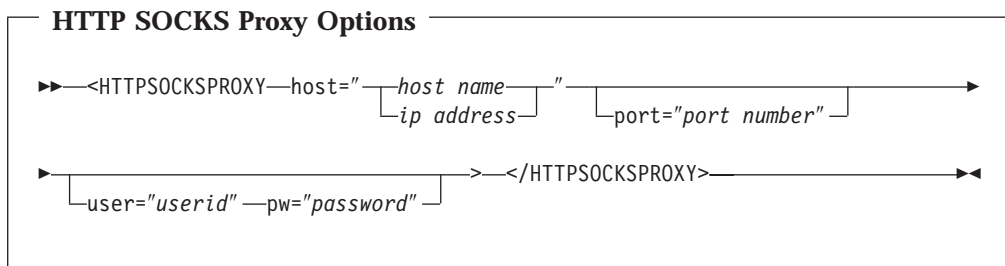 HTTP SOCKS Proxy Options
<HTTPSOCKSPROXY host="host name"
ip address
port="port number"
></HTTPSOCKSPROXY>
user="userid" pw="password"